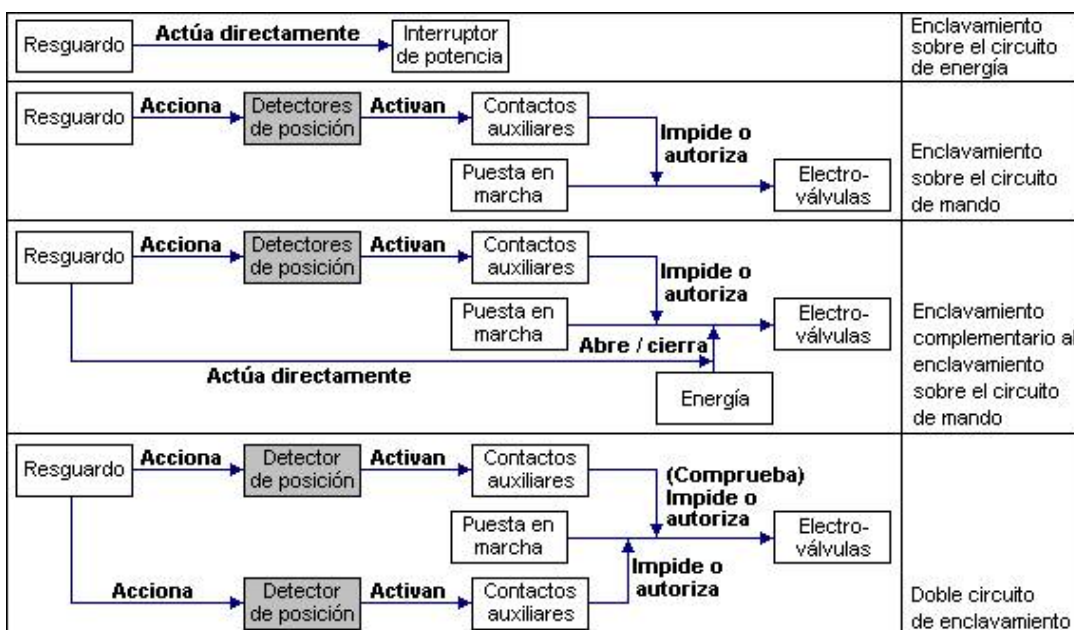 Resguardo
Actúa directamente
Interruptor
de potencia
Enclavamiento
sobre el circuito
de energía
Resguardo
Acciona
Detectores
de posición
Activan
Contactos
auxiliares
Impide o
autoriza
Puesta en
marcha
Electro-
válvulas
Enclavamiento
sobre el circuito
de mando
Resguardo
Acciona
Detectores
de posición
Activan
Contactos
auxiliares
Impide o
autoriza
Puesta en
marcha
Electro-
válvulas
Abre / cierra
Actúa directamente
Energía
Enclavamiento
complementario al
enclavamiento
sobre el circuito
de mando
Resguardo
Acciona
Detector
de posición
Activan
Contactos
auxiliares
(Comprueba)
Impide o
autoriza
Puesta en
marcha
Electro-
válvulas
Impide o
autoriza
Acciona
Detector
de posición
Activan
Contactos
auxiliares
Doble circuito
de enclavamiento